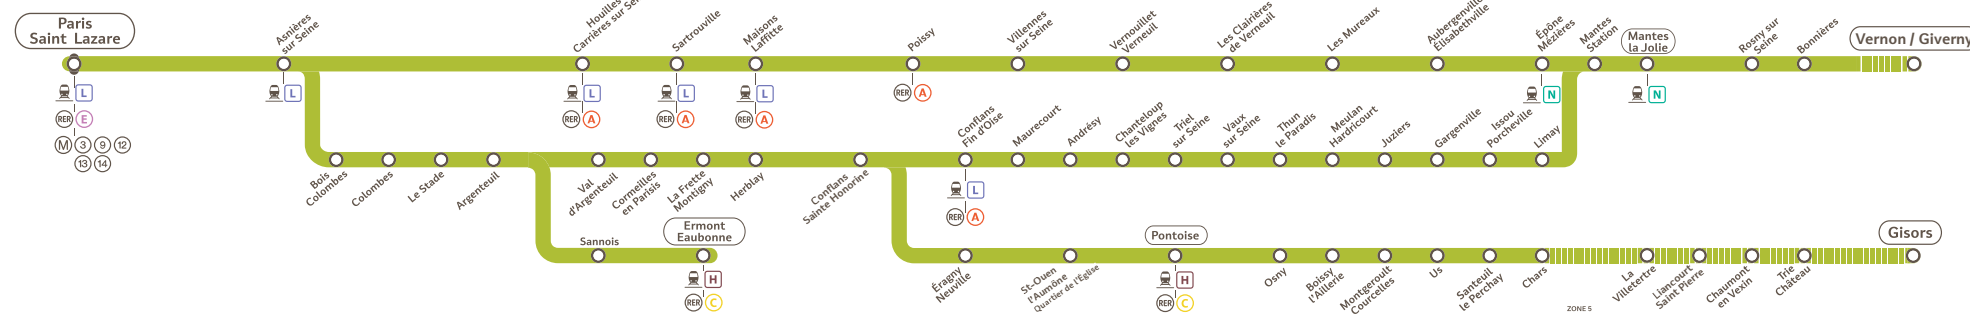 Paris
Saint Lazare
L
RER E
M 3 9 12
13 14
Asnières
sur Seine
L
Houilles
Carrières sur Seine
L
RER A
Sartrouville
L
RER A
Maisons
Laffitte
L
RER A
Poissy
RER A
Villennes
sur Seine
Vernouillet
Verneuil
Les Clairières
de Verneuil
Les Mureaux
Aubergenville
Élisabethville
Épône
Mézières
N
Mantes
Station
Mantes
la Jolie
N
Rosny sur
Seine
Bonnières
Vernon / Giverny
Bois
Colombes
Colombes
Le Stade
Argenteuil
Val
d'Argenteuil
Cormeilles
en Parisis
La Frette
Montigny
Herblay
Conflans
Sainte Honorine
Conflans
Fin d'Oise
L
RER A
Maurecourt
Andrésy
Chanteloup
les Vignes
Triel
sur Seine
Vaux
sur Seine
Thun
le Paradis
Meulan
Hardricourt
Juziers
Gargenville
Issou
Porcheville
Limay
Sannois
Ermont
Eaubonne
H
RER C
Éragny
Neuville
St-Ouen
l'Aumône
Quartier de l'Église
Pontoise
H
RER C
Osny
Boissy
l'Aillerie
Montgeroult
Courcelles
Us
Santeuil
le Perchay
Chars
ZONE 5
La
Villetertre
Liancourt
Saint Pierre
Chaumont
en Vexin
Trie
Château
Gisors